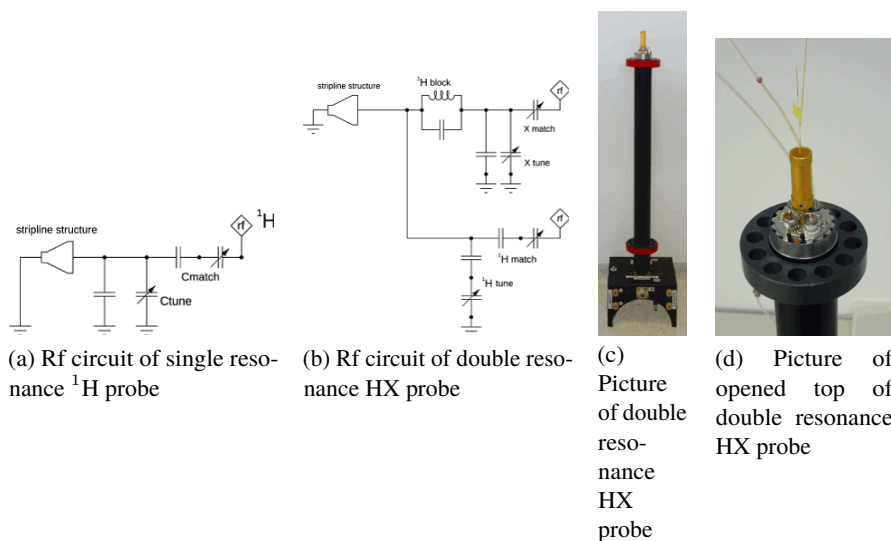 stripline structure
rf
¹H
Cmatch
Ctune
(a) Rf circuit of single reso-
nance ¹H probe
stripline structure
¹H block
rf
X match
X tune
rf
¹H match
¹H tune
(b) Rf circuit of double reso-
nance HX probe
(c)
Picture
of double
reso-
nance
HX
probe
(d) Picture of
opened top of
double resonance
HX probe